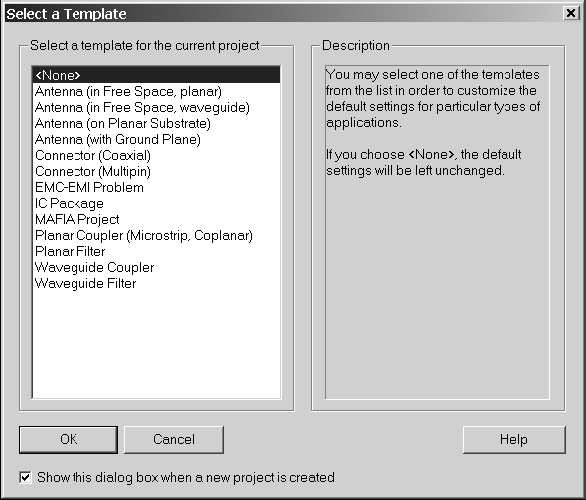 Select a Template
Select a template for the current project
<None>
Antenna (in Free Space, planar)
Antenna (in Free Space, waveguide)
Antenna (on Planar Substrate)
Antenna (with Ground Plane)
Connector (Coaxial)
Connector (Multipin)
EMC-EMI Problem
IC Package
MAFIA Project
Planar Coupler (Microstrip, Coplanar)
Planar Filter
Waveguide Coupler
Waveguide Filter
Description
You may select one of the templates
from the list in order to customize the
default settings for particular types of
applications.
If you choose <None>, the default
settings will be left unchanged.
OK
Cancel
Help
Show this dialog box when a new project is created